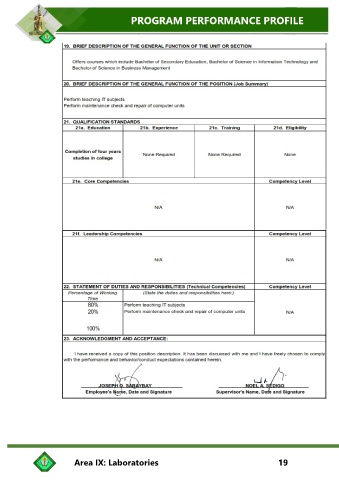 PROGRAM PERFORMANCE PROFILE
19. BRIEF DESCRIPTION OF THE GENERAL FUNCTION OF THE UNIT OR SECTION
Offers courses which include Bachelor of Secondary Education, Bachelor of Science in Information Technology and
Bachelor of Science in Business Management
20. BRIEF DESCRIPTION OF THE GENERAL FUNCTION OF THE POSITION (Job Summary)
Perform teaching IT subjects
Perform maintenance check and repair of computer units
21. QUALIFICATION STANDARDS
21a. Education 21b. Experience 21c. Training 21d. Eligibility
Completion of four years
studies in college
None Required None Required None
21e. Core Competencies Competency Level
N/A N/A
21f. Leadership Competencies Competency Level
N/A N/A
22. STATEMENT OF DUTIES AND RESPONSIBILITIES (Technical Competencies) Competency Level
Percentage of Working
Time
(State the duties and responsibilities here:)
80% Perform teaching IT subjects
20% Perform maintenance check and repair of computer units
N/A
100%
23. ACKNOWLEDGMENT AND ACCEPTANCE:
I have received a copy of this position description. It has been discussed with me and I have freely chosen to comply
with the performance and behavior/conduct expectations contained herein.
JOSEPH D. SABAYBAY NOEL A. SEDIGO
Employee's Name, Date and Signature Supervisor's Name, Date and Signature
Area IX: Laboratories 19